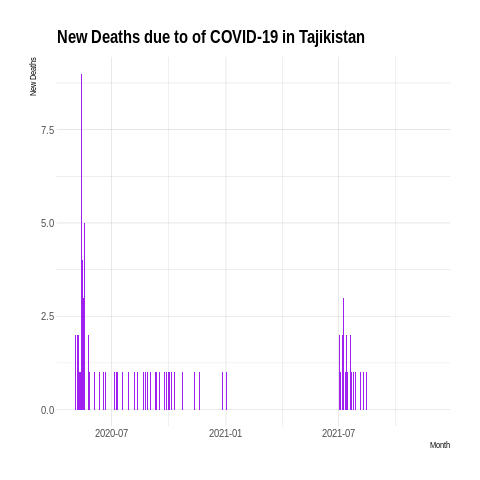 New Deaths due to of COVID-19 in Tajikistan
New Deaths
7.5
5.0
2.5
0.0
2020-07 2021-01 2021-07
Month